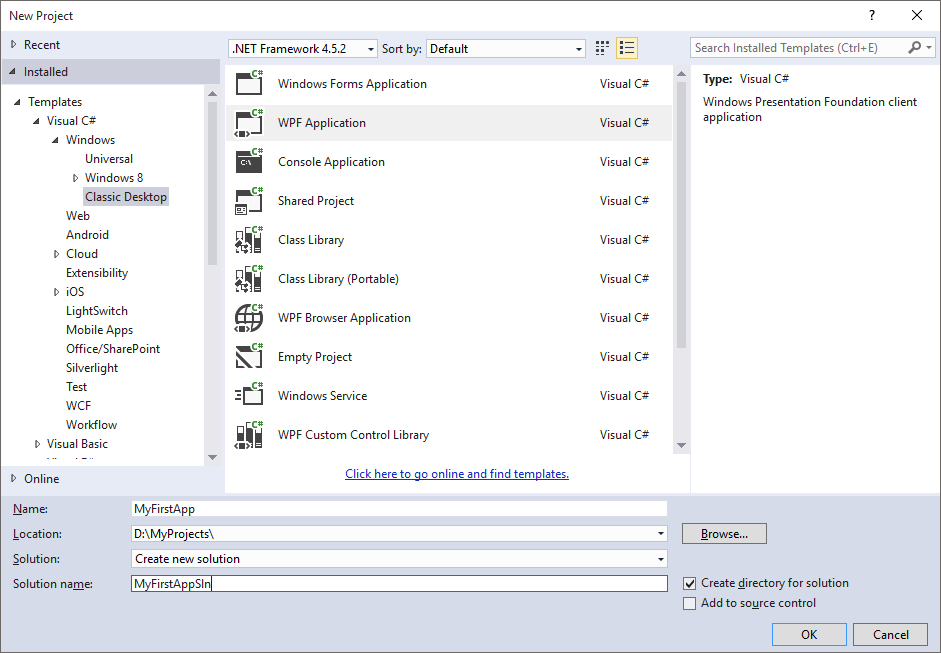 New Project
?
Recent
.NET Framework 4.5.2
Sort by:
Default
Search Installed Templates (Ctrl+E)
Installed
Templates
Visual C#
Windows
Universal
Windows 8
Classic Desktop
Web
Android
Cloud
Extensibility
iOS
LightSwitch
Mobile Apps
Office/SharePoint
Silverlight
Test
WCF
Workflow
Visual Basic
Online
C# Windows Forms Application Visual C#
C# WPF Application Visual C#
C# C:\ Console Application Visual C#
C# Shared Project Visual C#
C# Class Library Visual C#
C# Class Library (Portable) Visual C#
C# WPF Browser Application Visual C#
C# Empty Project Visual C#
C# Windows Service Visual C#
C# WPF Custom Control Library Visual C#
Click here to go online and find templates.
Type: Visual C#
Windows Presentation Foundation client
application
Name: MyFirstApp
Location: D:\MyProjects\
Browse...
Solution: Create new solution
Solution name: MyFirstAppSln
Create directory for solution
Add to source control
OK
Cancel